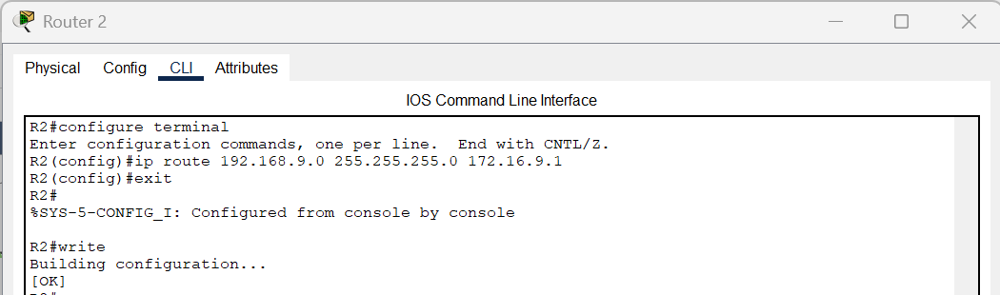 Router 2
Physical Config CLI Attributes
IOS Command Line Interface
R2#configure terminal
Enter configuration commands, one per line.  End with CNTL/Z.
R2(config)#ip route 192.168.9.0 255.255.255.0 172.16.9.1
R2(config)#exit
R2#
%SYS-5-CONFIG_I: Configured from console by console
R2#write
Building configuration...
[OK]